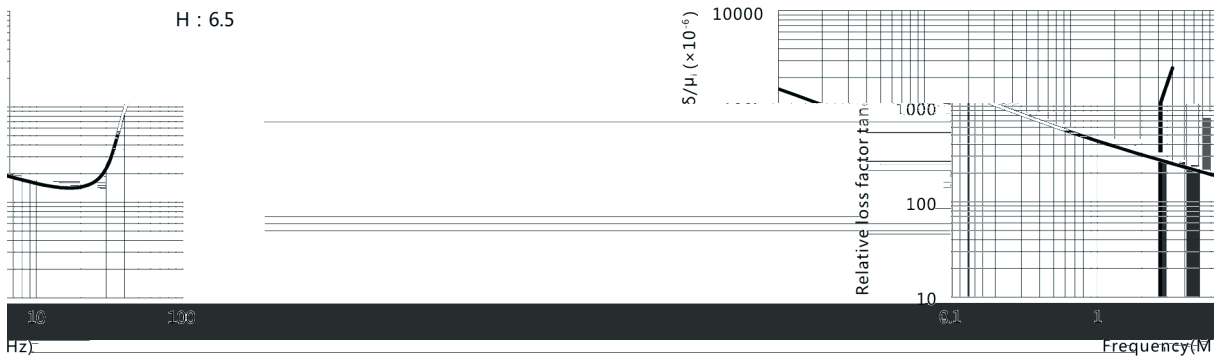 H : 6.5
10000
δ/μi (×10⁻⁶)
1000
Relative loss factor tan
100
10
10
100
0.1
1
Hz)
Frequency(M